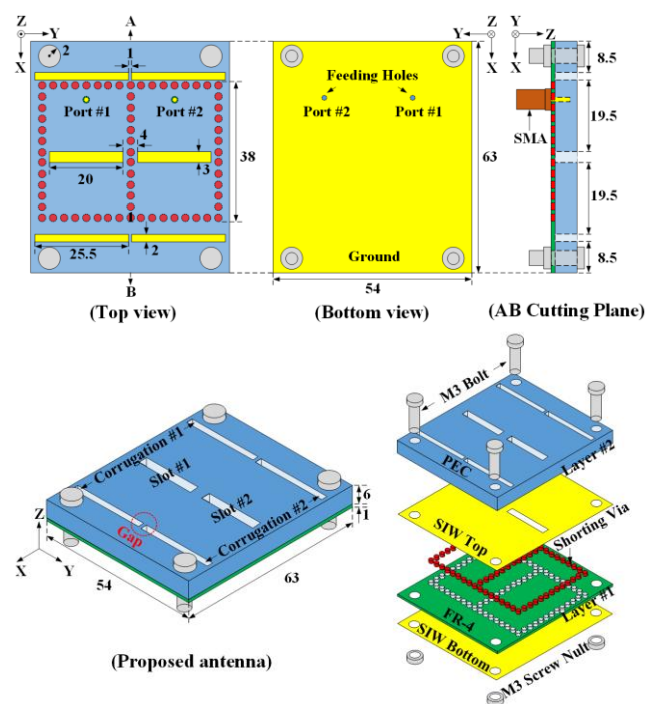 Z
Y
X
A
Y
Z
X
Y
Z
X
2
1
8.5
Port #1
Port #2
Feeding Holes
Port #2
Port #1
SMA
19.5
4
38
63
20
3
19.5
1
25.5
2
Ground
8.5
B
54
(Top view)
(Bottom view)
(AB Cutting Plane)
M3 Bolt
Corrugation #1
Slot #1
Slot #2
Corrugation #2
Gap
Z
X
Y
6
1
54
63
(Proposed antenna)
PEC
Layer #2
SIW Top
Shorting Via
FR-4
Layer #1
SIW Bottom
M3 Screw Nult